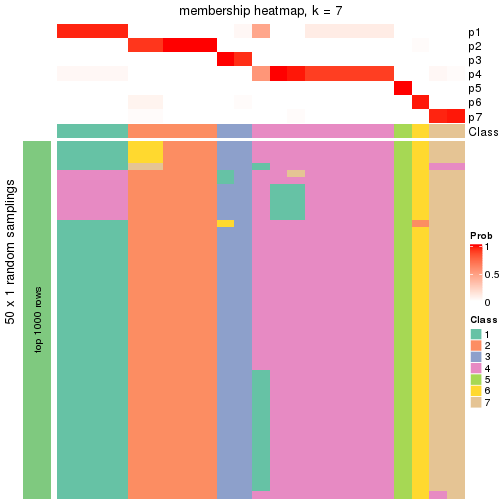 membership heatmap, k = 7
p1
p2
p3
p4
p5
p6
p7
Class
50 x 1 random samplings
top 1000 rows
Prob
1
0.5
0
Class
1
2
3
4
5
6
7